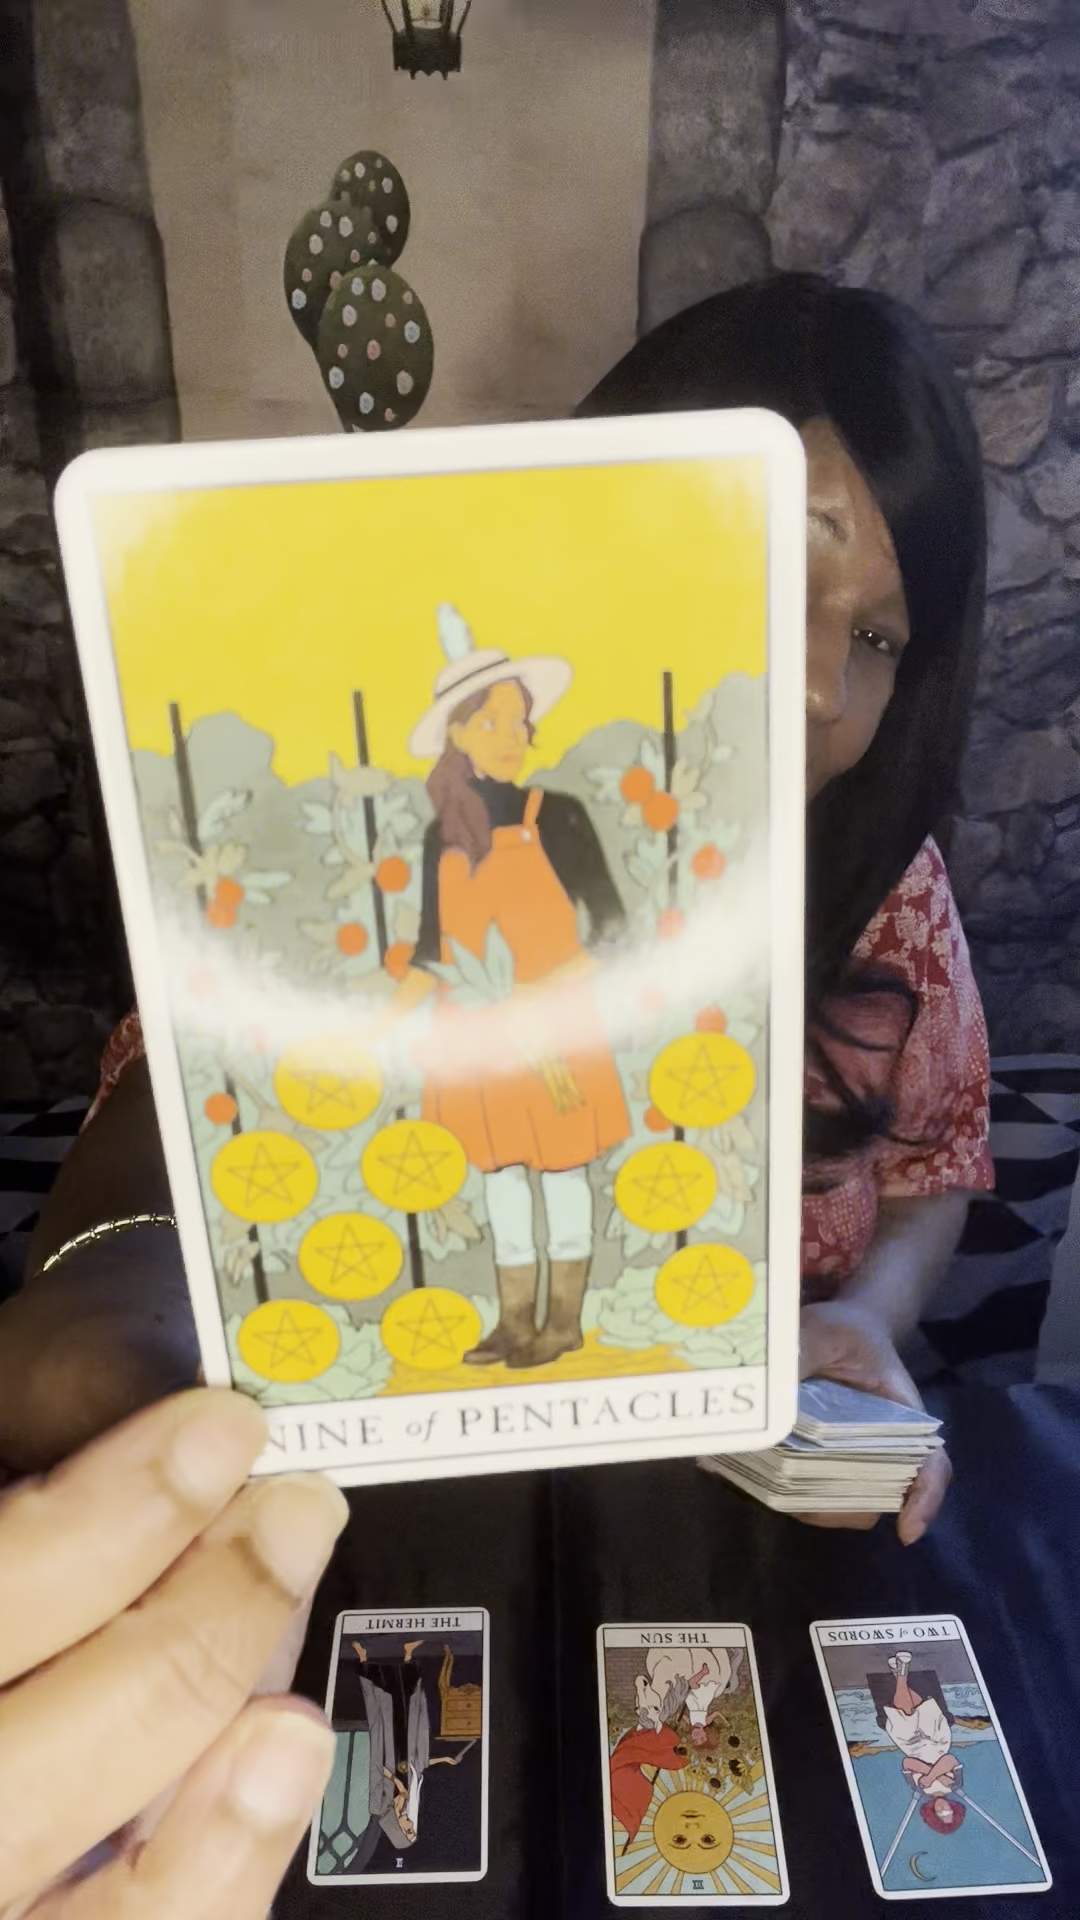 NINE of PENTACLES
THE HERMIT
THE SUN
TWO of SWORDS